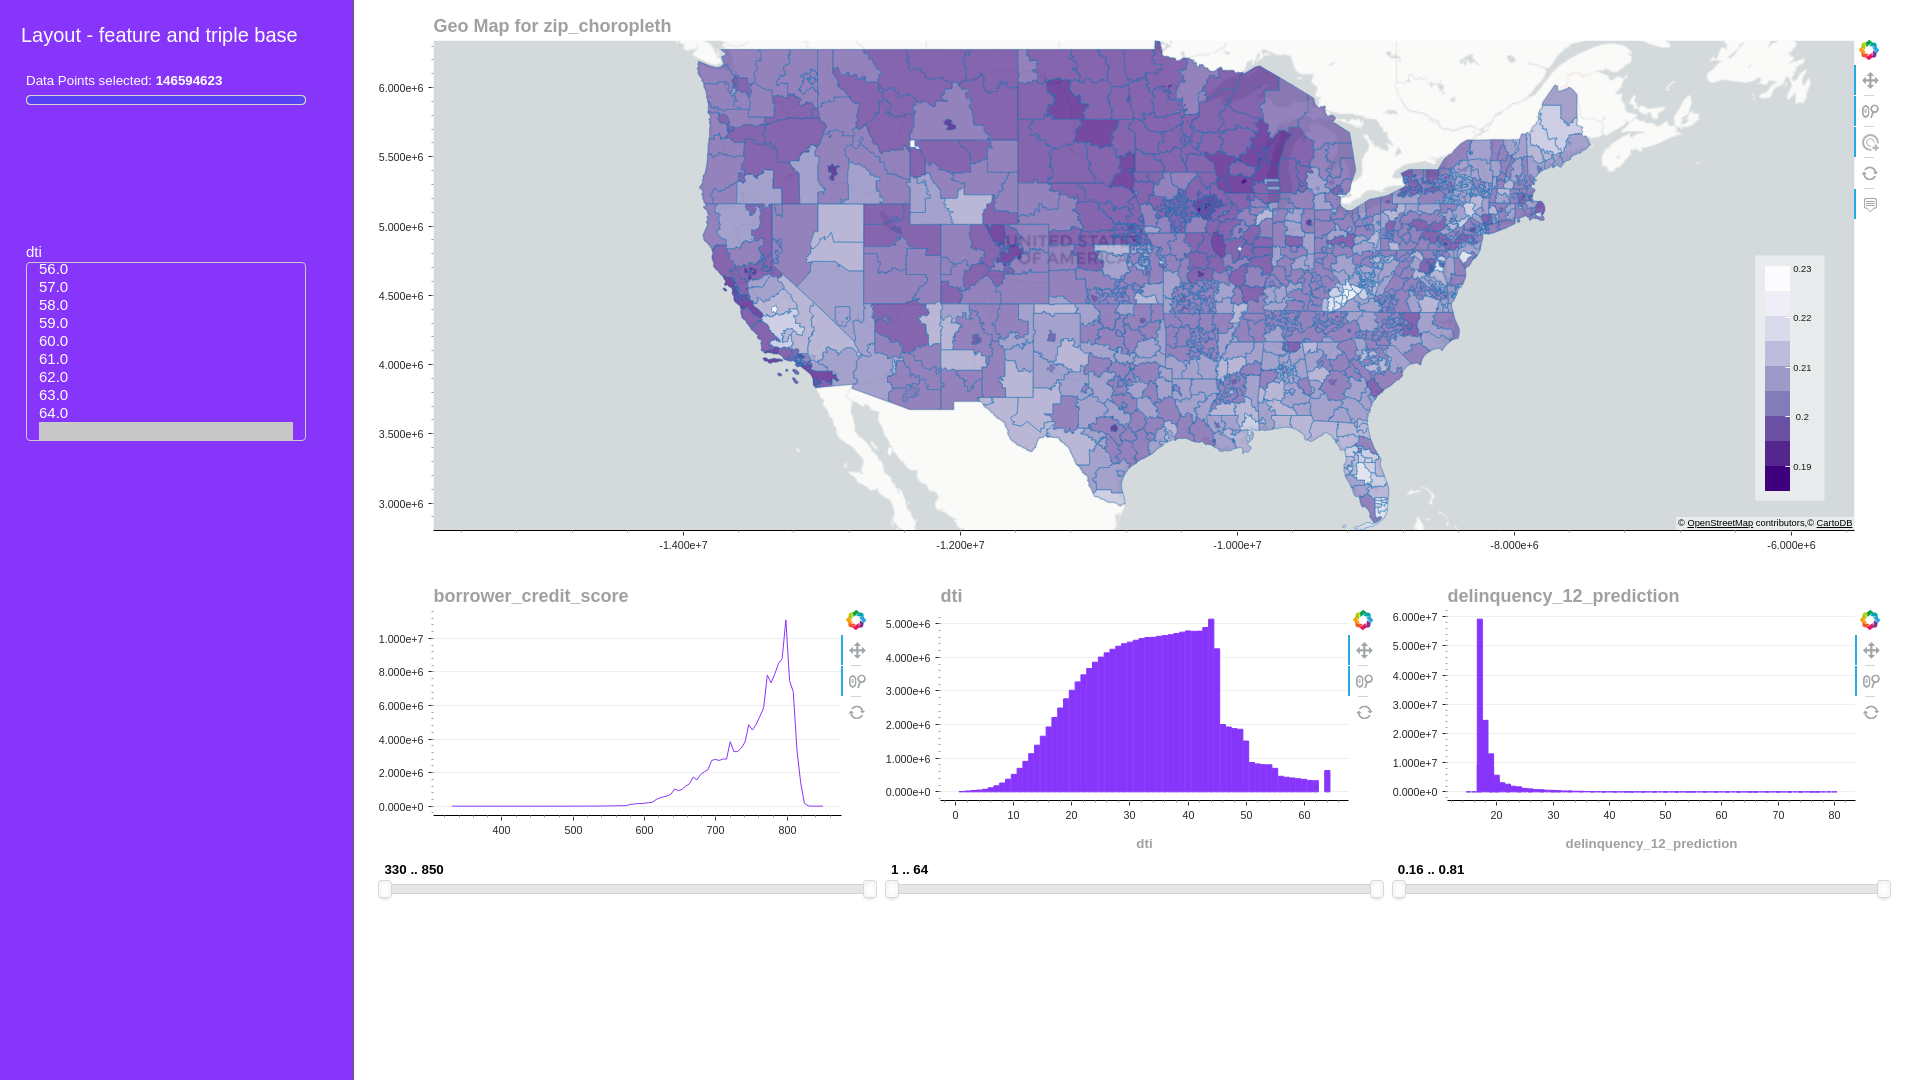 Layout - feature and triple base
Data Points selected: 146594623
dti
56.0
57.0
58.0
59.0
60.0
61.0
62.0
63.0
64.0
Geo Map for zip_choropleth
6.000e+6
5.500e+6
5.000e+6
4.500e+6
4.000e+6
3.500e+6
3.000e+6
UNITED STATES
OF AMERICA
0.23
0.22
0.21
0.2
0.19
© OpenStreetMap contributors,© CartoDB
-1.400e+7
-1.200e+7
-1.000e+7
-8.000e+6
-6.000e+6
borrower_credit_score
1.000e+7
8.000e+6
6.000e+6
4.000e+6
2.000e+6
0.000e+0
400
500
600
700
800
330 .. 850
dti
5.000e+6
4.000e+6
3.000e+6
2.000e+6
1.000e+6
0.000e+0
0
10
20
30
40
50
60
dti
1 .. 64
delinquency_12_prediction
6.000e+7
5.000e+7
4.000e+7
3.000e+7
2.000e+7
1.000e+7
0.000e+0
20
30
40
50
60
70
80
delinquency_12_prediction
0.16 .. 0.81